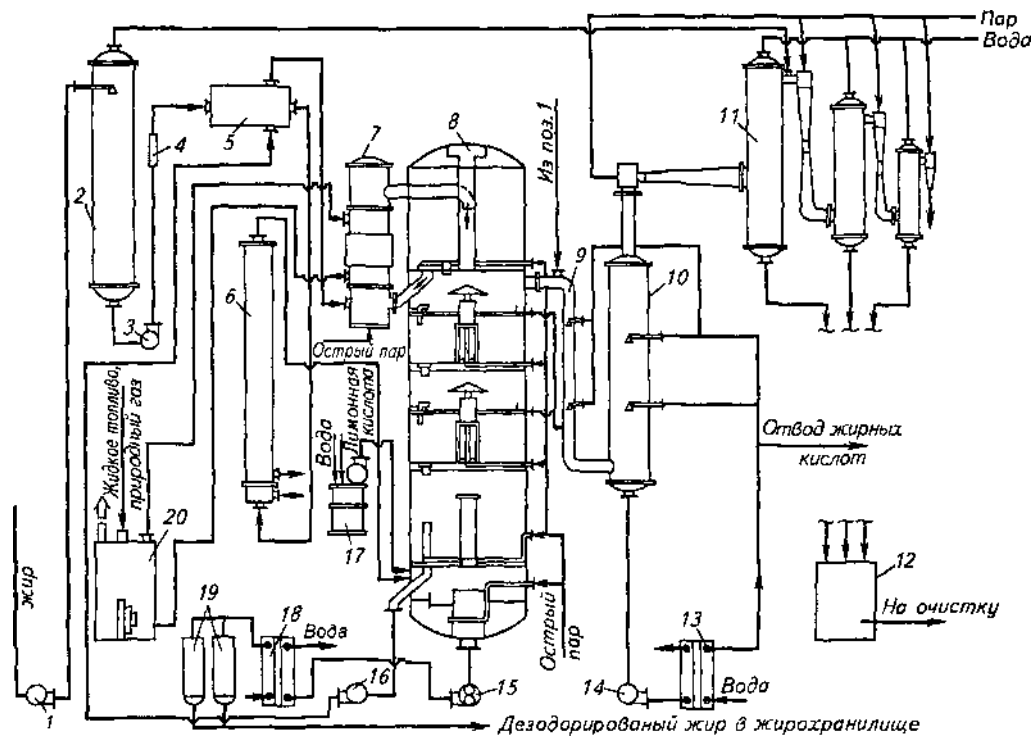 Пар
Вода
11
7
8
Из поз.1
5
4
2
9
10
3
6
Острый пар
Жидкое топливо,
природный газ
Вода
Лимонная
кислота
Отвод жирных
кислот
20
17
12
жир
На очистку
19
18
Вода
Острый
пар
13
16
15
14
Вода
1
Дезодорированый жир в жирохранилище